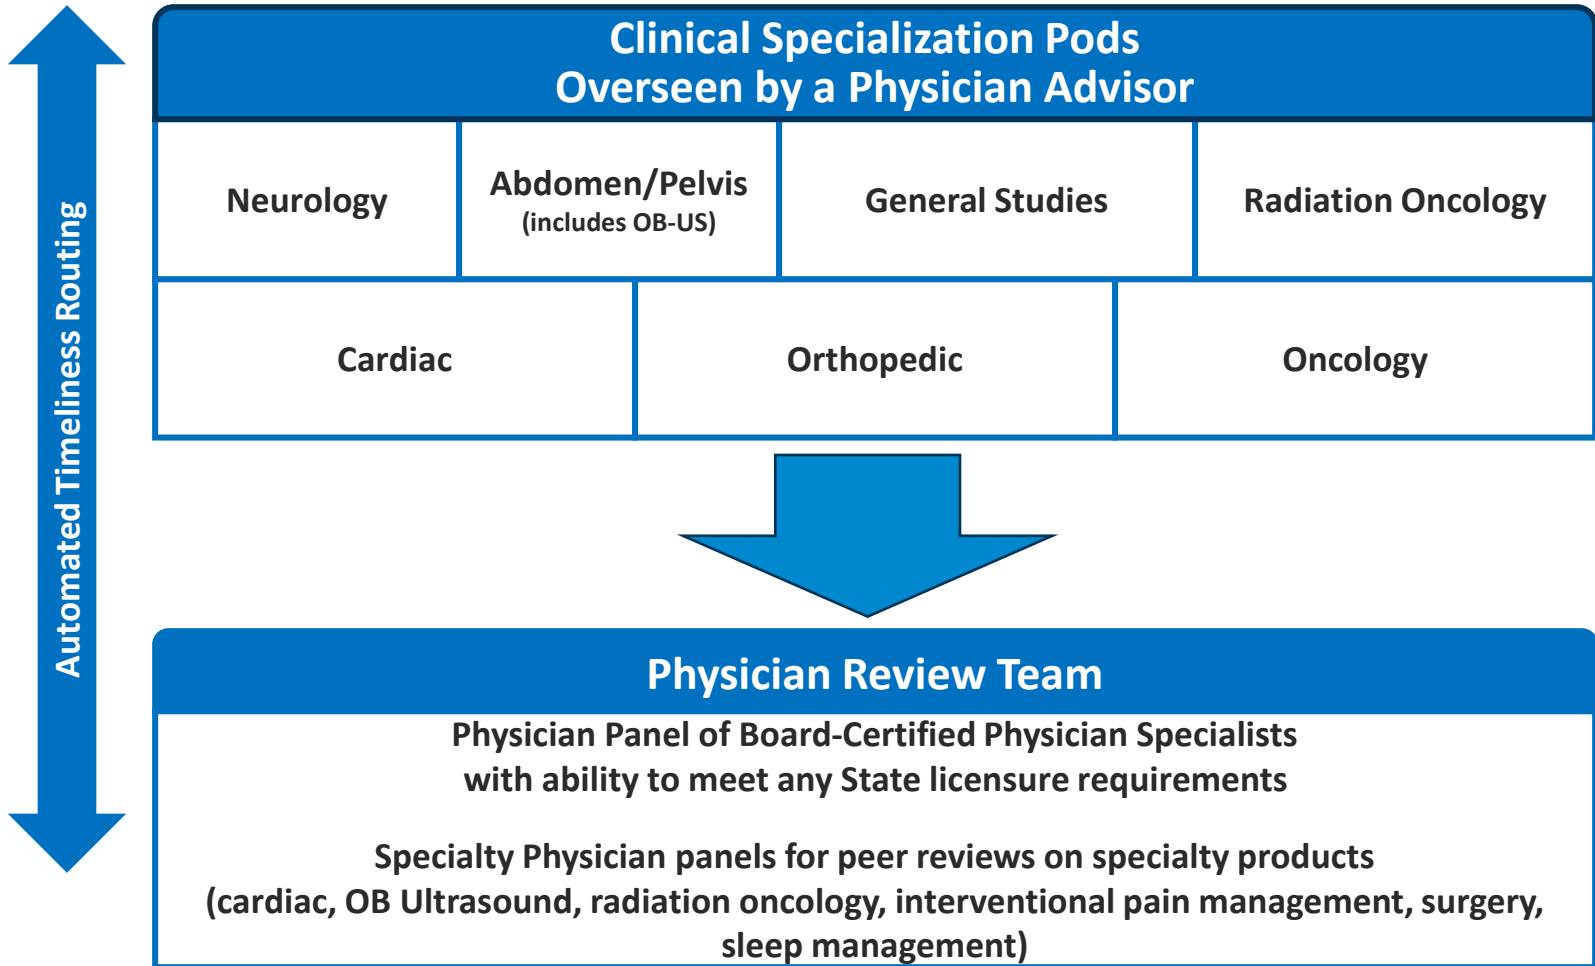 Clinical Specialization Pods
Overseen by a Physician Advisor
Neurology
Abdomen/Pelvis
(includes OB-US)
General Studies
Radiation Oncology
Cardiac
Orthopedic
Oncology
Automated Timeliness Routing
Physician Review Team
Physician Panel of Board-Certified Physician Specialists
with ability to meet any State licensure requirements
Specialty Physician panels for peer reviews on specialty products
(cardiac, OB Ultrasound, radiation oncology, interventional pain management, surgery,
sleep management)